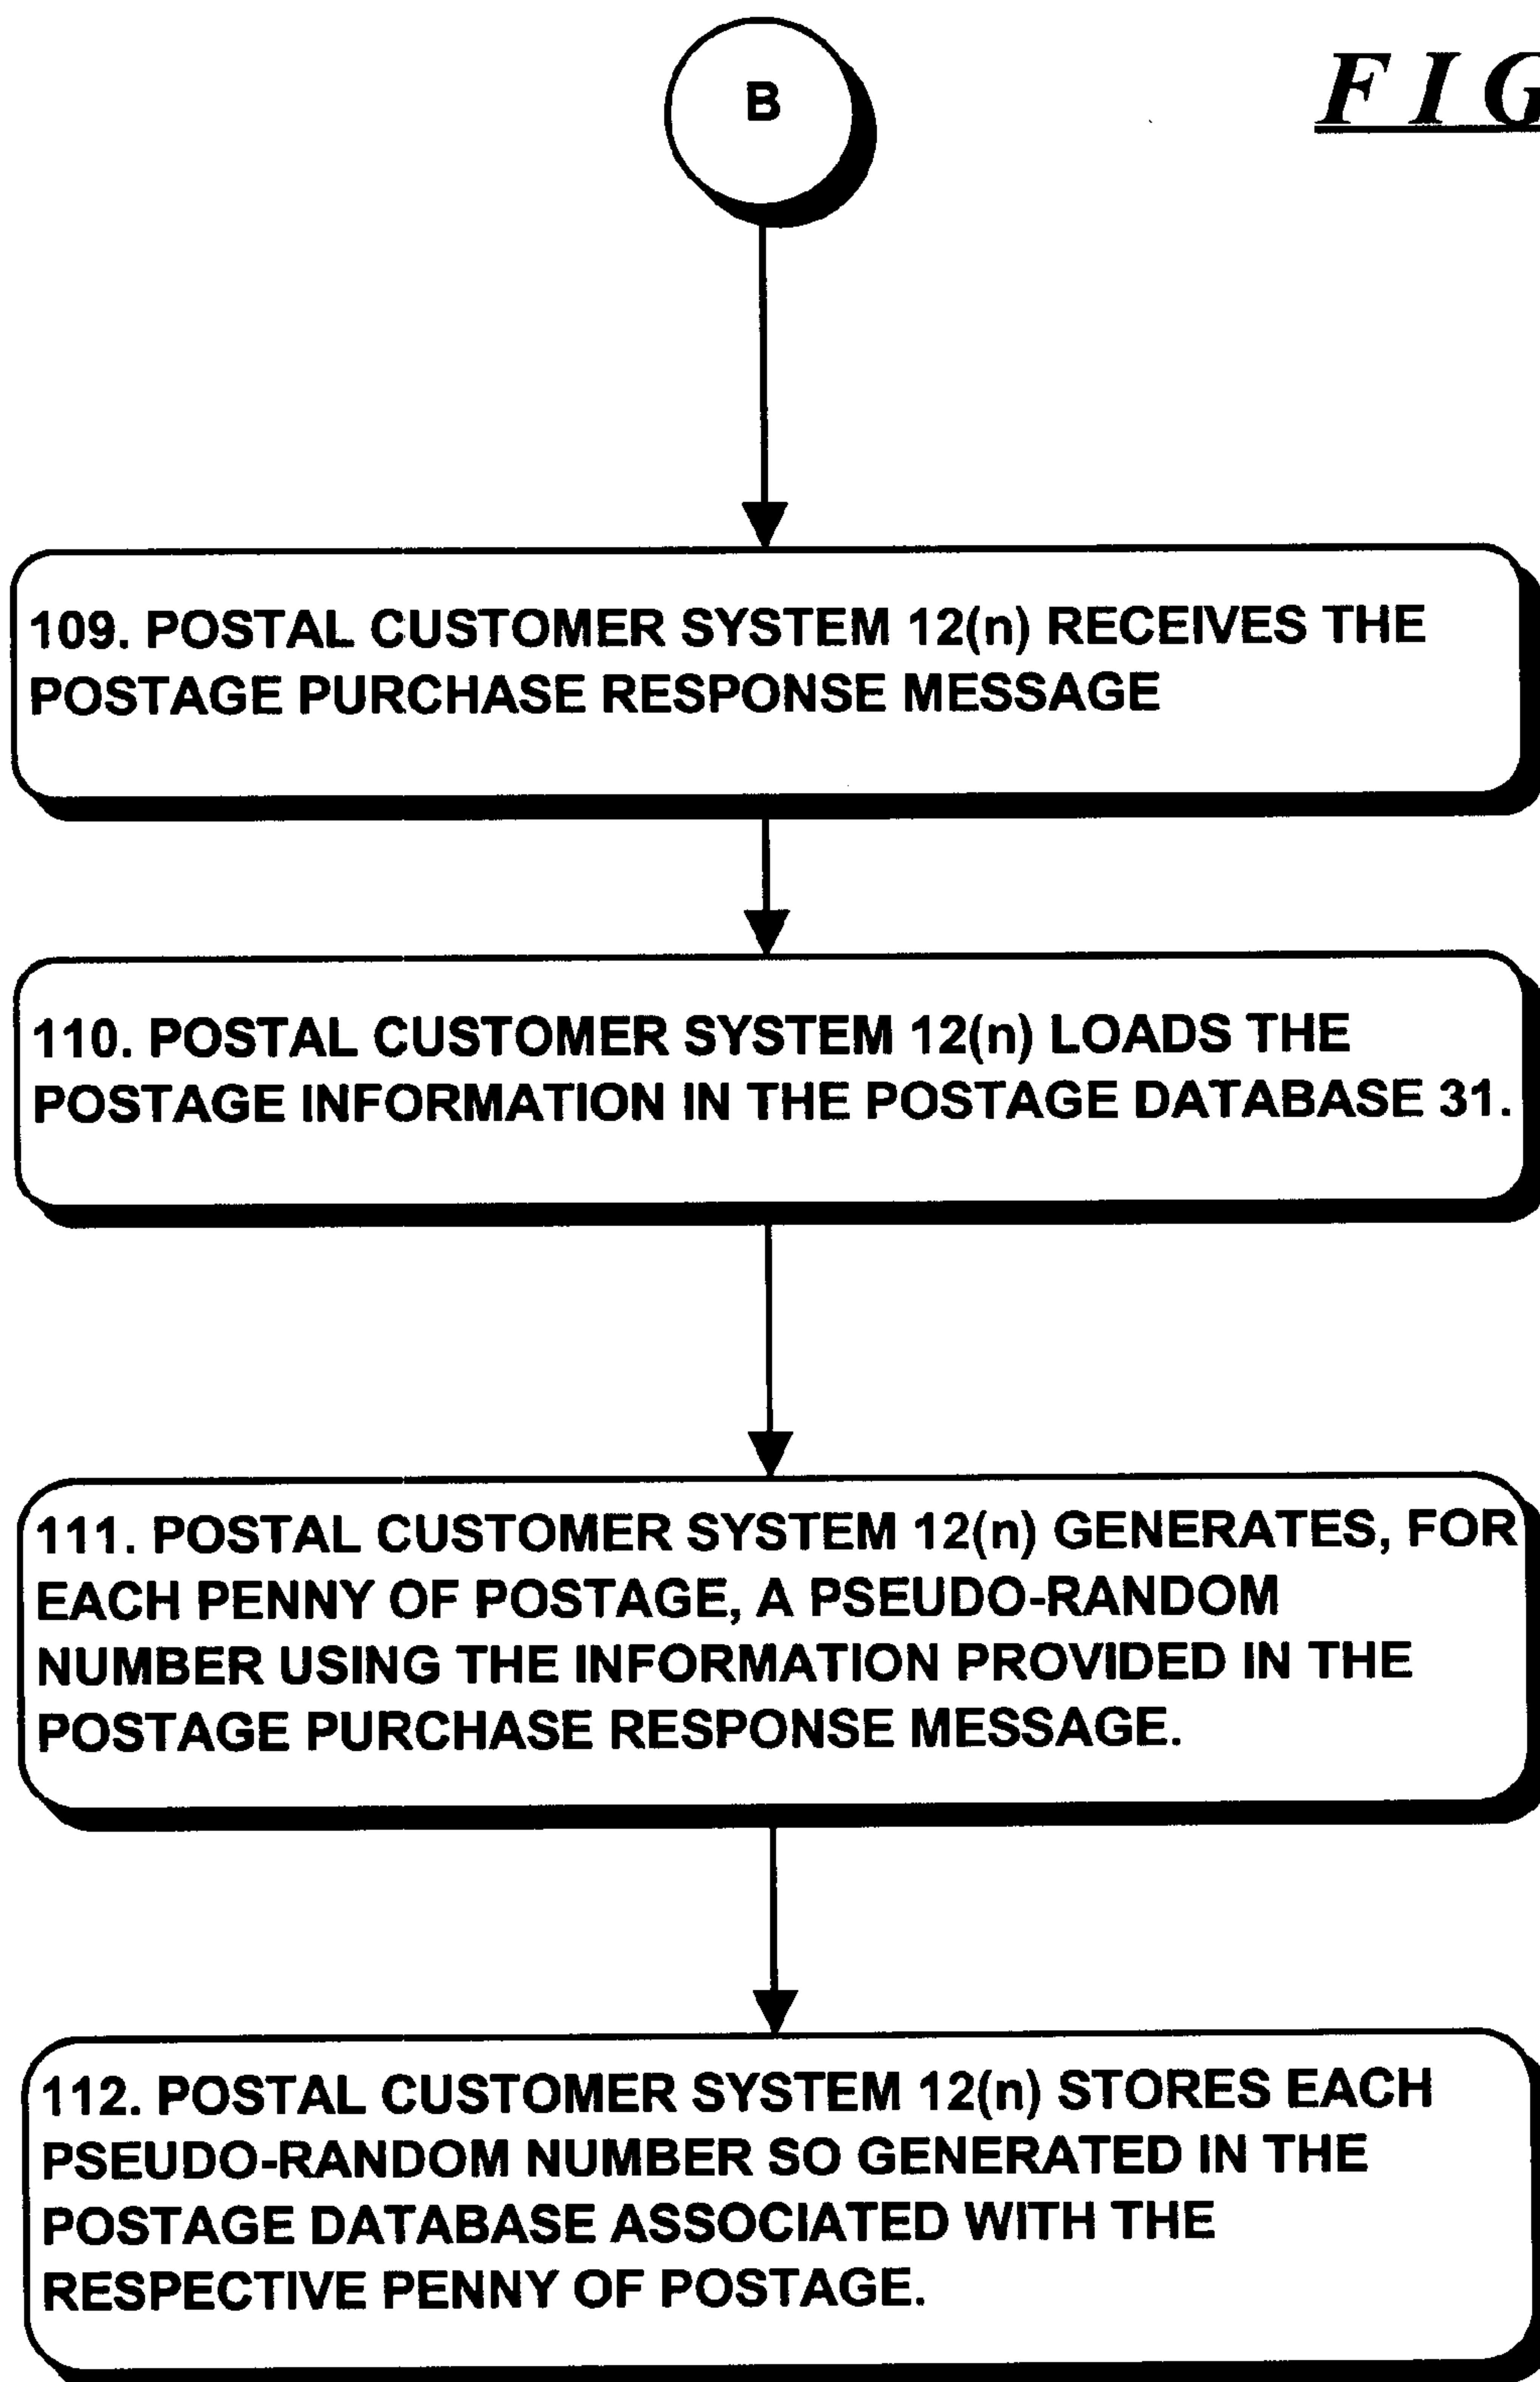 B
FIG
109. POSTAL CUSTOMER SYSTEM 12(n) RECEIVES THE
POSTAGE PURCHASE RESPONSE MESSAGE
110. POSTAL CUSTOMER SYSTEM 12(n) LOADS THE
POSTAGE INFORMATION IN THE POSTAGE DATABASE 31.
111. POSTAL CUSTOMER SYSTEM 12(n) GENERATES, FOR
EACH PENNY OF POSTAGE, A PSEUDO-RANDOM
NUMBER USING THE INFORMATION PROVIDED IN THE
POSTAGE PURCHASE RESPONSE MESSAGE.
112. POSTAL CUSTOMER SYSTEM 12(n) STORES EACH
PSEUDO-RANDOM NUMBER SO GENERATED IN THE
POSTAGE DATABASE ASSOCIATED WITH THE
RESPECTIVE PENNY OF POSTAGE.